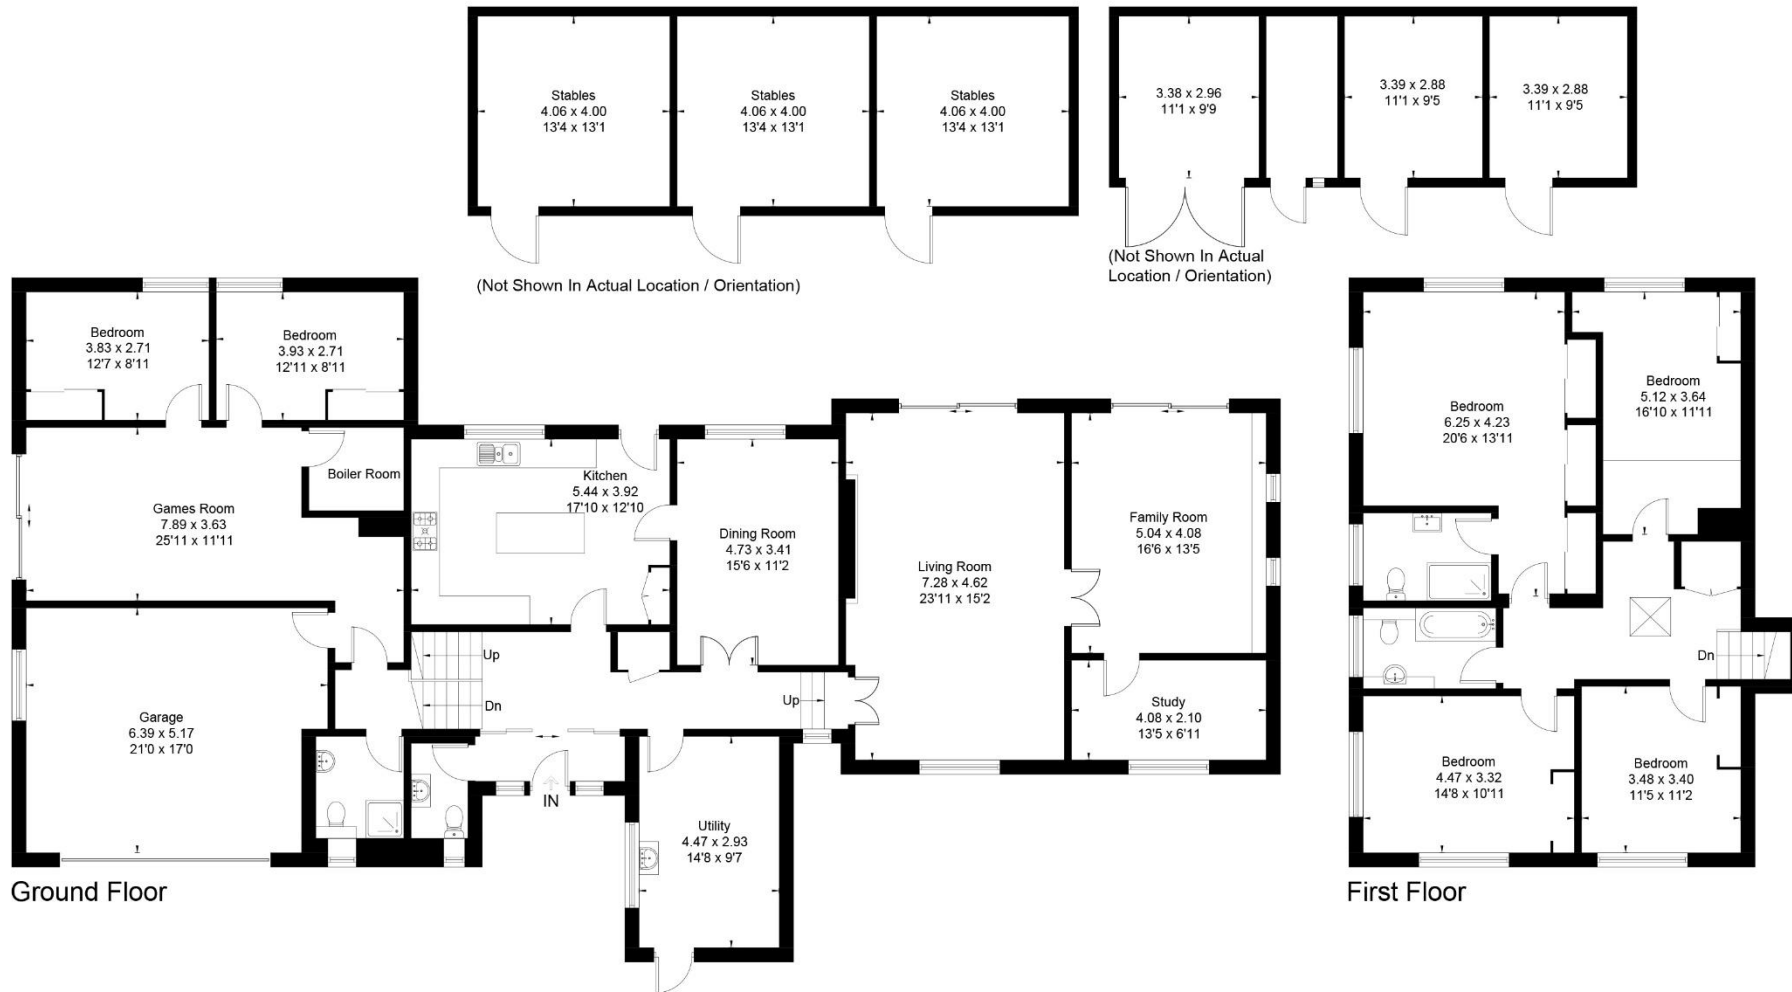 Stables
4.06 x 4.00
13'4 x 13'1
Stables
4.06 x 4.00
13'4 x 13'1
Stables
4.06 x 4.00
13'4 x 13'1
(Not Shown In Actual Location / Orientation)
3.38 x 2.96
11'1 x 9'9
3.39 x 2.88
11'1 x 9'5
3.39 x 2.88
11'1 x 9'5
(Not Shown In Actual
Location / Orientation)
Bedroom
3.83 x 2.71
12'7 x 8'11
Bedroom
3.93 x 2.71
12'11 x 8'11
Boiler Room
Games Room
7.89 x 3.63
25'11 x 11'11
Kitchen
5.44 x 3.92
17'10 x 12'10
Dining Room
4.73 x 3.41
15'6 x 11'2
Living Room
7.28 x 4.62
23'11 x 15'2
Family Room
5.04 x 4.08
16'6 x 13'5
Study
4.08 x 2.10
13'5 x 6'11
Up
Dn
Up
Garage
6.39 x 5.17
21'0 x 17'0
IN
Utility
4.47 x 2.93
14'8 x 9'7
Ground Floor
Bedroom
6.25 x 4.23
20'6 x 13'11
Bedroom
5.12 x 3.64
16'10 x 11'11
Dn
Bedroom
4.47 x 3.32
14'8 x 10'11
Bedroom
3.48 x 3.40
11'5 x 11'2
First Floor